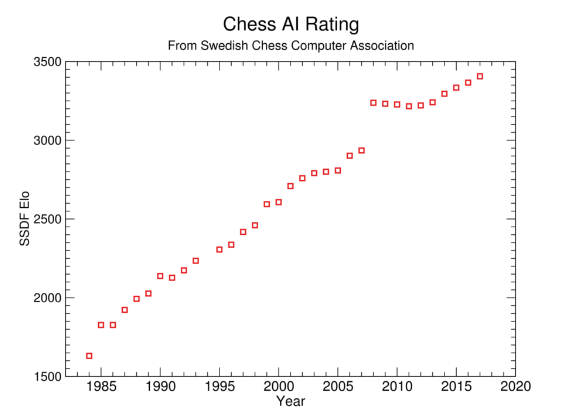 Chess AI Rating
From Swedish Chess Computer Association
3500
3000
2500
2000
1500
SSDF Elo
1985 1990 1995 2000 2005 2010 2015 2020
Year